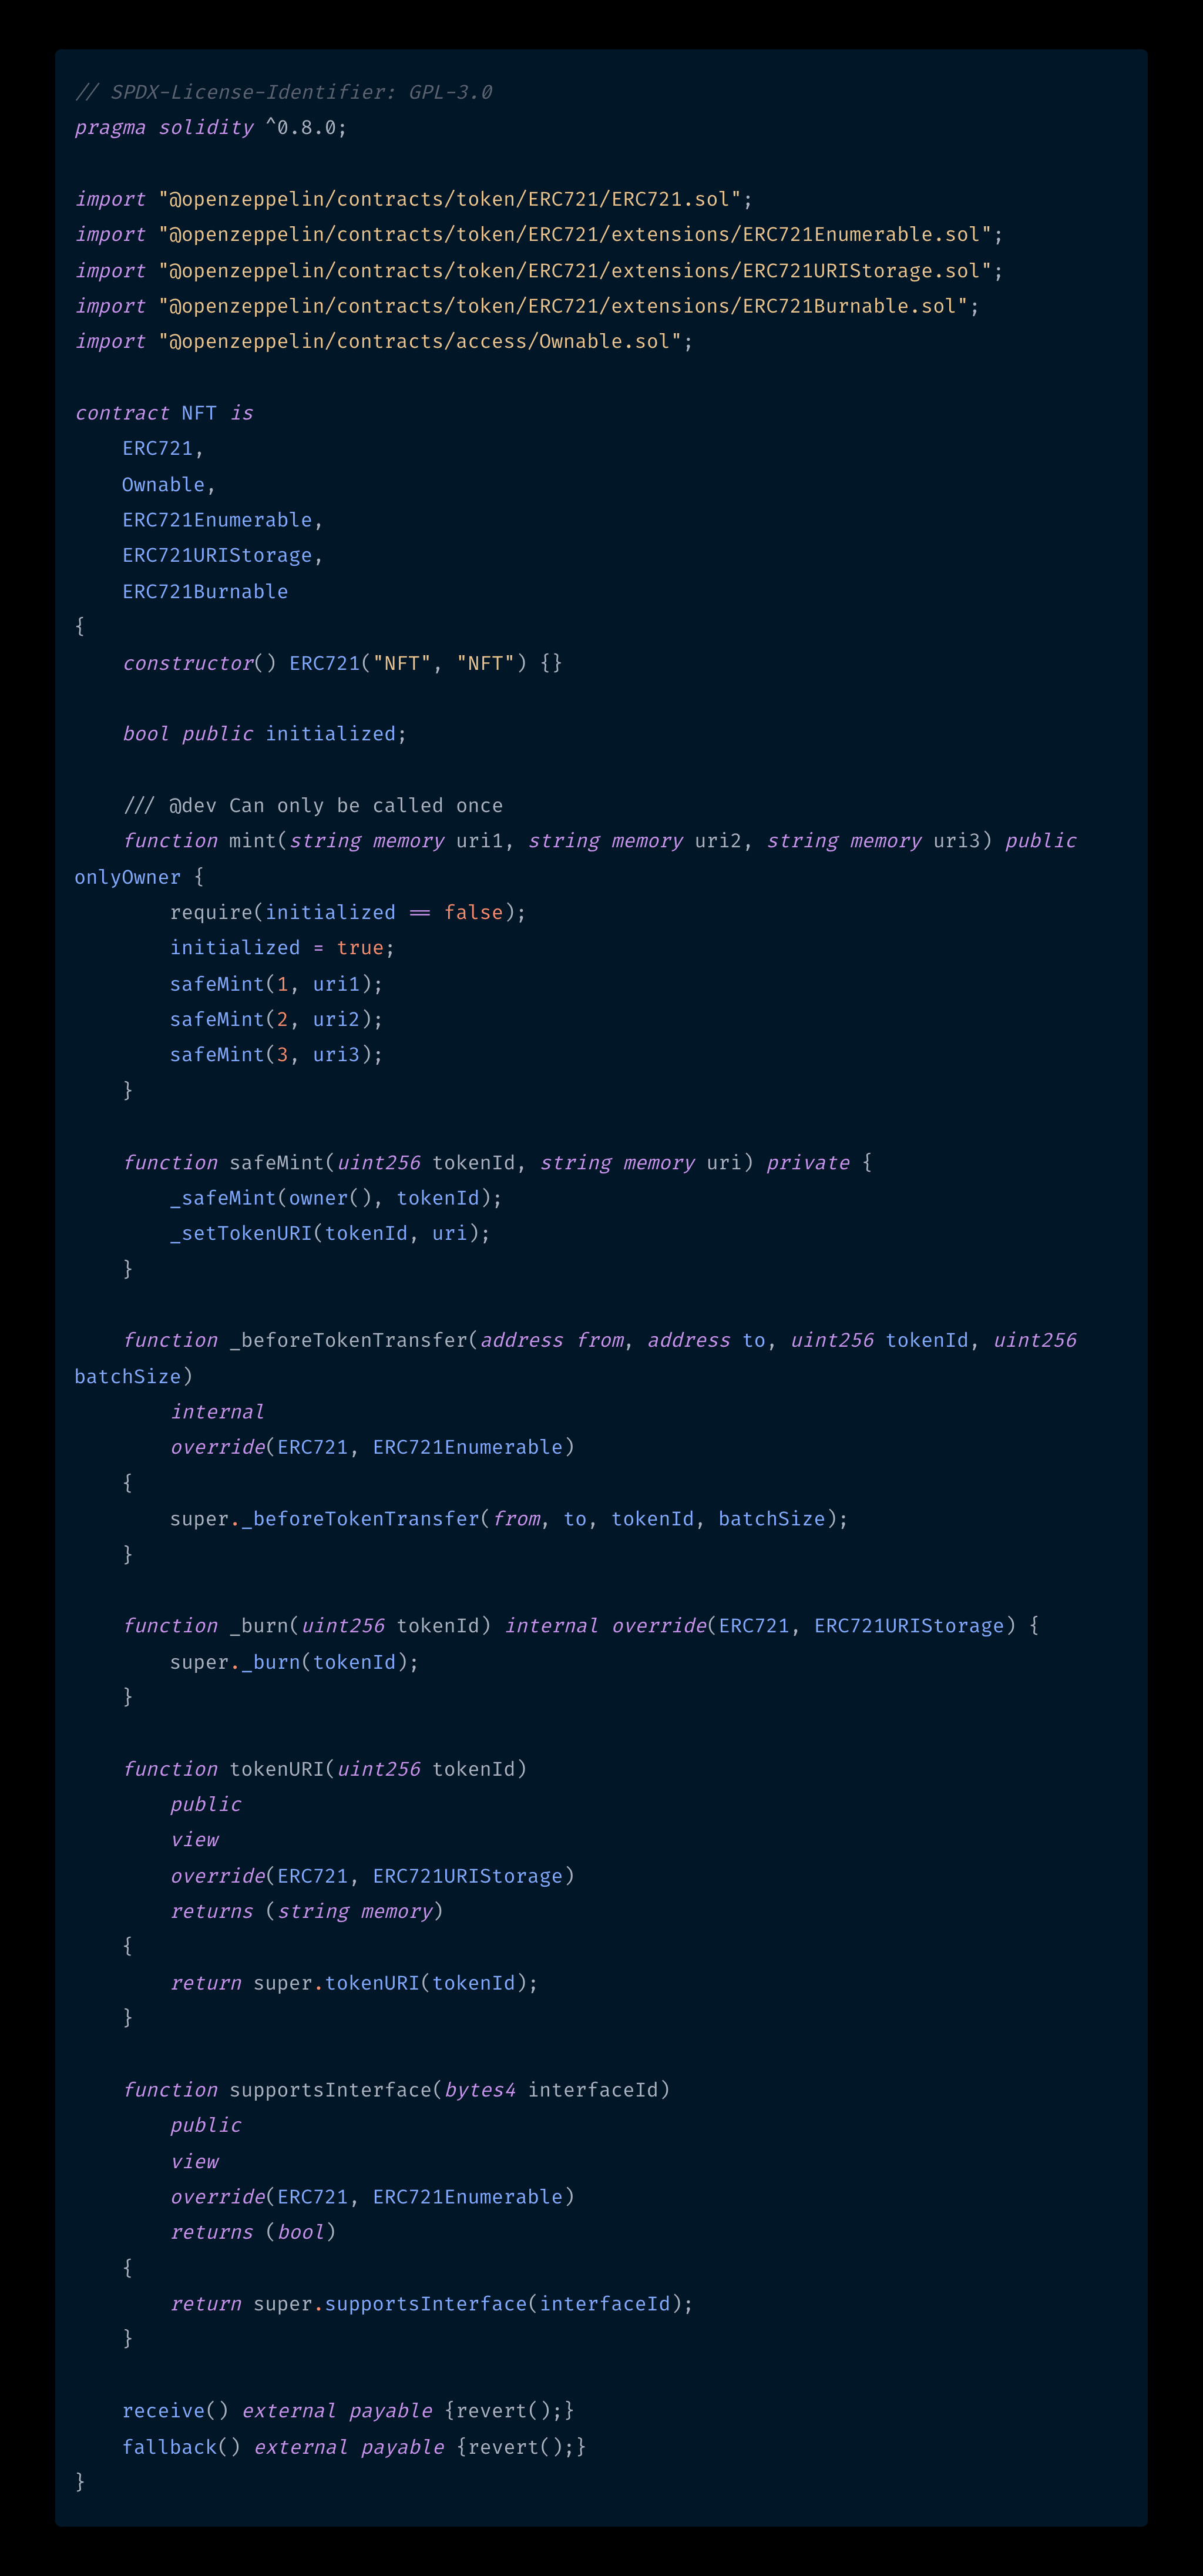 // SPDX-License-Identifier: GPL-3.0
pragma solidity ^0.8.0;

import "@openzeppelin/contracts/token/ERC721/ERC721.sol";
import "@openzeppelin/contracts/token/ERC721/extensions/ERC721Enumerable.sol";
import "@openzeppelin/contracts/token/ERC721/extensions/ERC721URIStorage.sol";
import "@openzeppelin/contracts/token/ERC721/extensions/ERC721Burnable.sol";
import "@openzeppelin/contracts/access/Ownable.sol";

contract NFT is
    ERC721,
    Ownable,
    ERC721Enumerable,
    ERC721URIStorage,
    ERC721Burnable
{
    constructor() ERC721("NFT", "NFT") {}

    bool public initialized;

    /// @dev Can only be called once
    function mint(string memory uri1, string memory uri2, string memory uri3) public
onlyOwner {
        require(initialized == false);
        initialized = true;
        safeMint(1, uri1);
        safeMint(2, uri2);
        safeMint(3, uri3);
    }

    function safeMint(uint256 tokenId, string memory uri) private {
        _safeMint(owner(), tokenId);
        _setTokenURI(tokenId, uri);
    }

    function _beforeTokenTransfer(address from, address to, uint256 tokenId, uint256
batchSize)
        internal
        override(ERC721, ERC721Enumerable)
    {
        super._beforeTokenTransfer(from, to, tokenId, batchSize);
    }

    function _burn(uint256 tokenId) internal override(ERC721, ERC721URIStorage) {
        super._burn(tokenId);
    }

    function tokenURI(uint256 tokenId)
        public
        view
        override(ERC721, ERC721URIStorage)
        returns (string memory)
    {
        return super.tokenURI(tokenId);
    }

    function supportsInterface(bytes4 interfaceId)
        public
        view
        override(ERC721, ERC721Enumerable)
        returns (bool)
    {
        return super.supportsInterface(interfaceId);
    }

    receive() external payable {revert();}
    fallback() external payable {revert();}
}